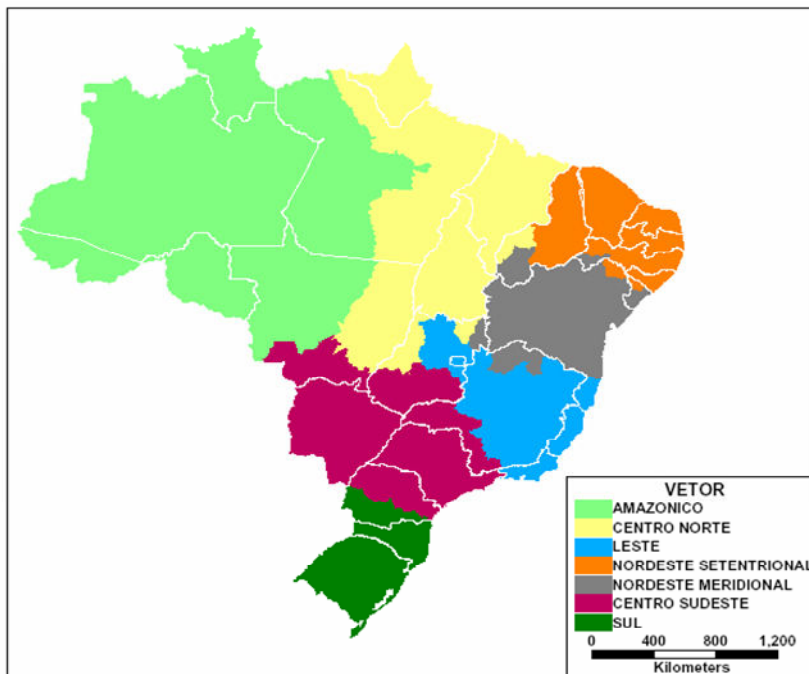 VETOR
AMAZONICO
CENTRO NORTE
LESTE
NORDESTE SETENTRIONAL
NORDESTE MERIDIONAL
CENTRO SUDESTE
SUL
0 400 800 1,200
Kilometers